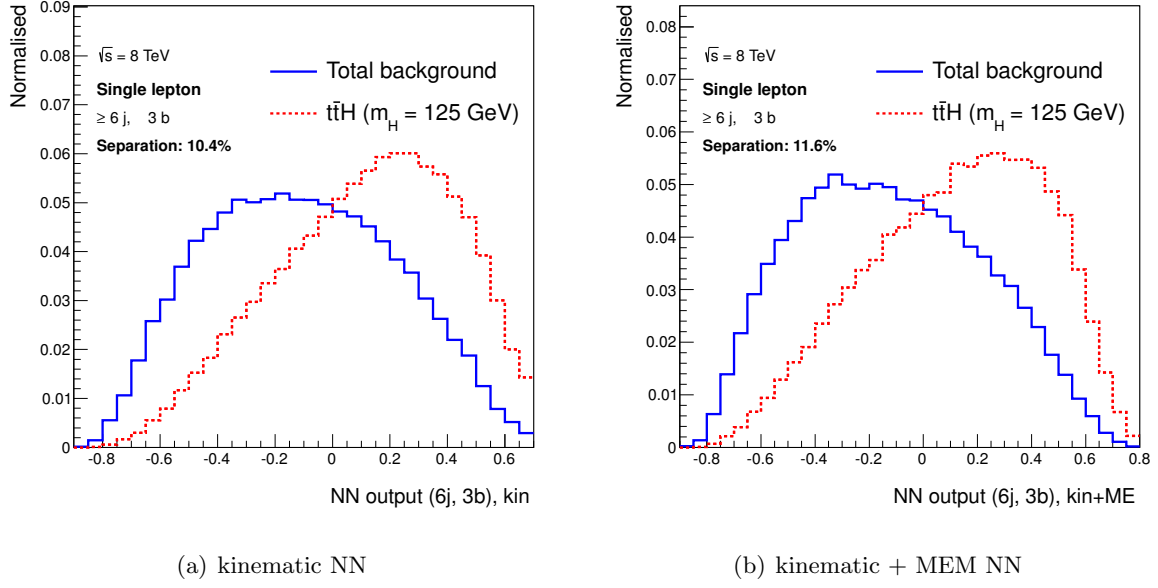 Normalised
0.09
0.08
0.07
0.06
0.05
0.04
0.03
0.02
0.01
0
√s = 8 TeV
Single lepton
≥ 6 j, 3 b
Separation: 10.4%
Total background
tt̄H (m_H = 125 GeV)
-0.8 -0.6 -0.4 -0.2 0 0.2 0.4 0.6
NN output (6j, 3b), kin
(a) kinematic NN
Normalised
0.08
0.07
0.06
0.05
0.04
0.03
0.02
0.01
0
√s = 8 TeV
Single lepton
≥ 6 j, 3 b
Separation: 11.6%
Total background
tt̄H (m_H = 125 GeV)
-0.8 -0.6 -0.4 -0.2 0 0.2 0.4 0.6 0.8
NN output (6j, 3b), kin+ME
(b) kinematic + MEM NN